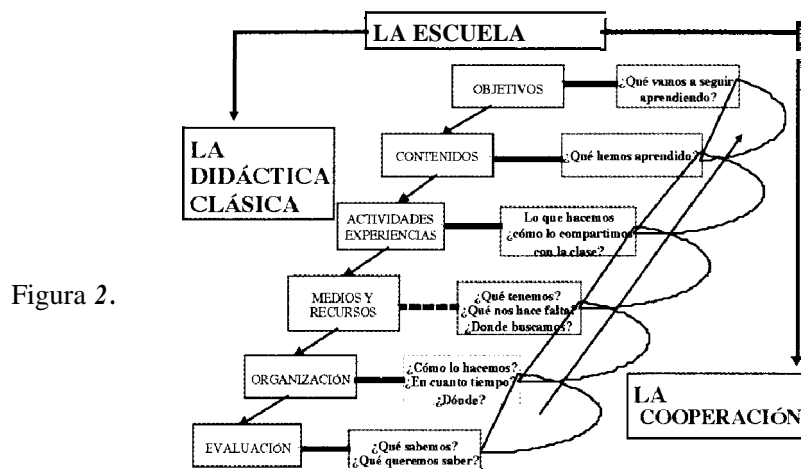 LA ESCUELA
OBJETIVOS
¿Qué vamos a seguir
aprendiendo?
LA
DIDÁCTICA
CLÁSICA
CONTENIDOS
¿Qué hemos aprendido?
ACTIVIDADES
EXPERIENCIAS
Lo que hacemos
¿cómo lo compartimos
con la clase?
Figura 2.
MEDIOS Y
RECURSOS
¿Qué tenemos?
¿Qué nos hace falta?
¿Donde buscamos?
ORGANIZACIÓN
¿Cómo lo hacemos?
¿En cuanto tiempo?
¿Dónde?
LA
COOPERACIÓN
EVALUACIÓN
¿Qué sabemos?
¿Qué queremos saber?